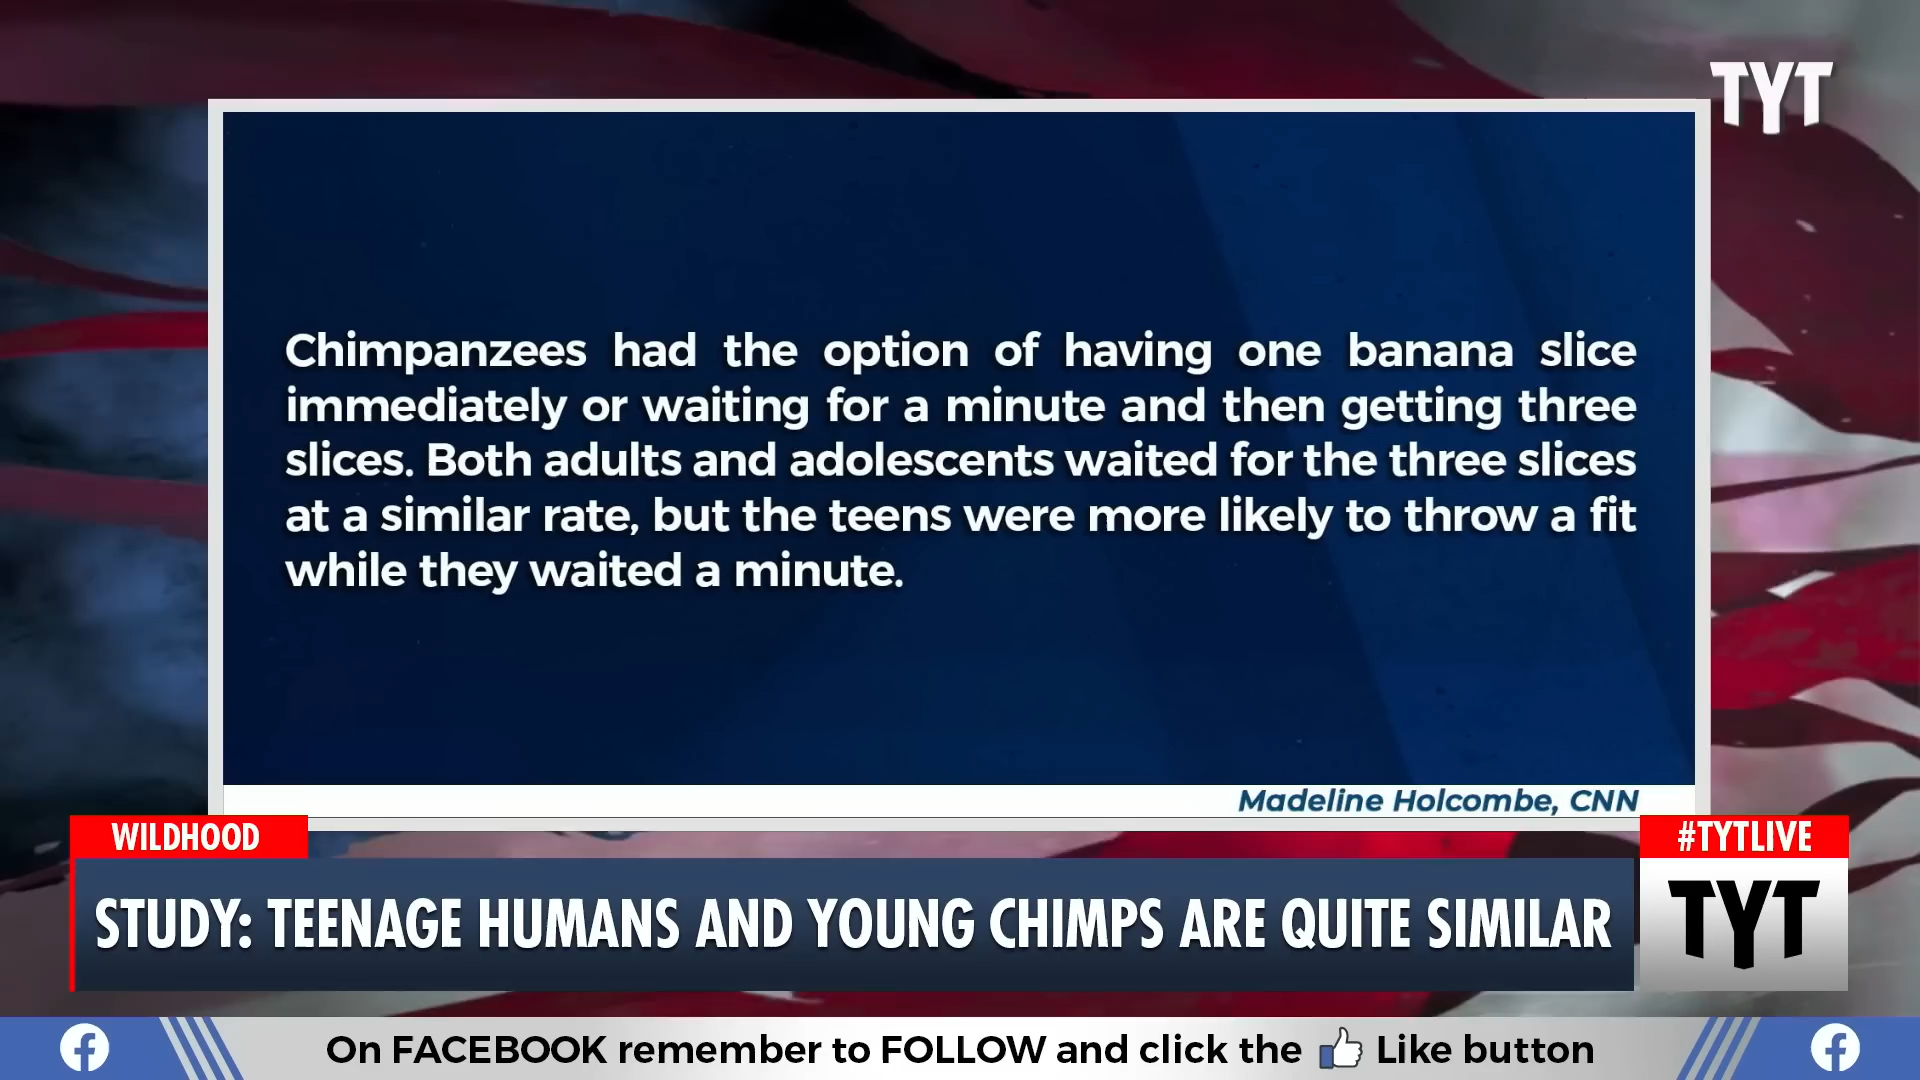 TYT
Chimpanzees had the option of having one banana slice
immediately or waiting for a minute and then getting three
slices. Both adults and adolescents waited for the three slices
at a similar rate, but the teens were more likely to throw a fit
while they waited a minute.
Madeline Holcombe, CNN
WILDHOOD
#TYTLIVE
STUDY: TEENAGE HUMANS AND YOUNG CHIMPS ARE QUITE SIMILAR
TYT
On FACEBOOK remember to FOLLOW and click the Like button